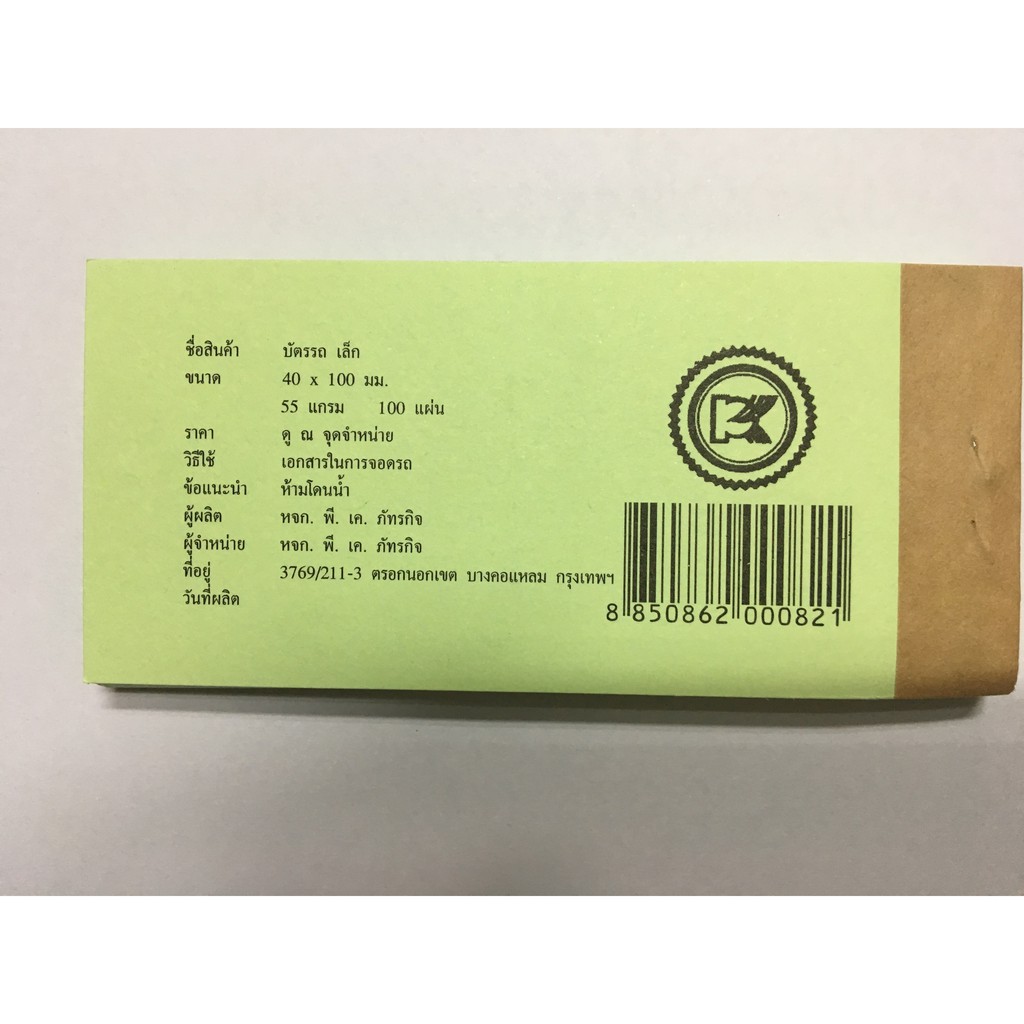 ชื่อสินค้า บัตรรถ เล็ก
ขนาด 40 x 100 มม.
55 แกรม 100 แผ่น
ราคา ดู ณ จุดจำหน่าย
วิธีใช้ เอกสารในการจอดรถ
ข้อแนะนำ ห้ามโดนน้ำ
ผู้ผลิต หจก. พี. เค. ภัทรกิจ
ผู้จำหน่าย หจก. พี. เค. ภัทรกิจ
ที่อยู่ 3769/211-3 ตรอกนอกเขต บางคอแหลม กรุงเทพฯ
วันที่ผลิต
PK
8 850862 000821